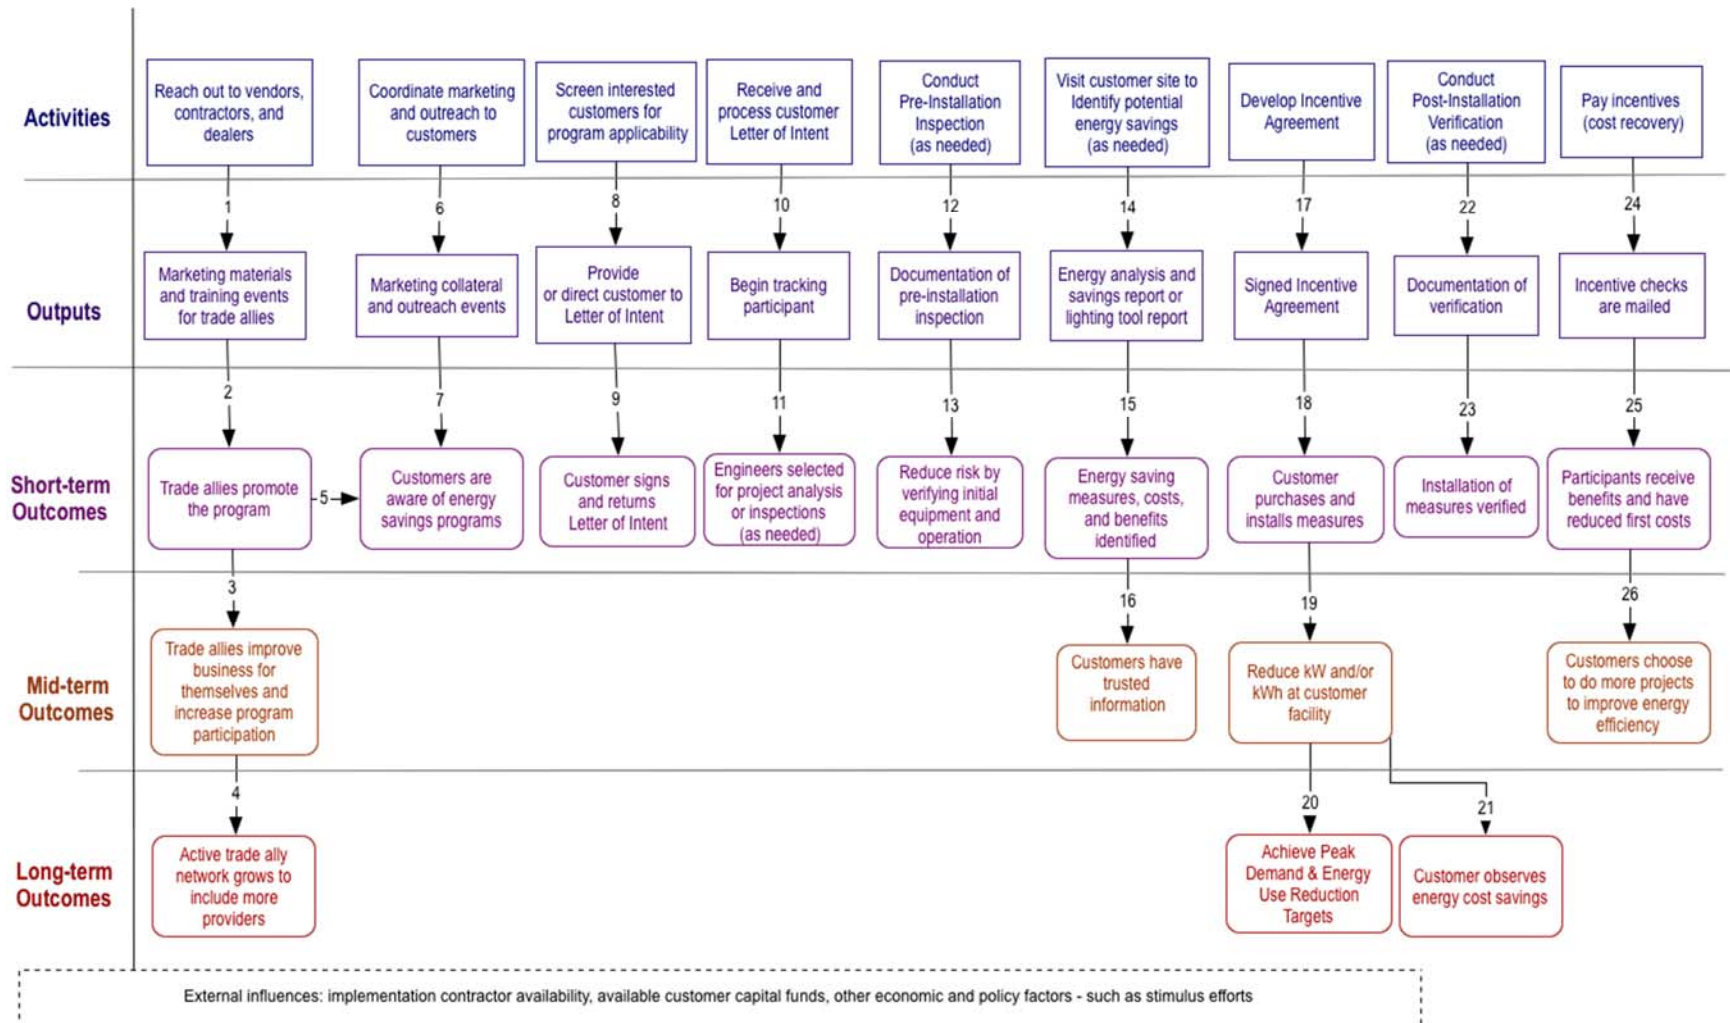 Activities
Reach out to vendors,
contractors, and
dealers
Coordinate marketing
and outreach to
customers
Screen interested
customers for
program applicability
Receive and
process customer
Letter of Intent
Conduct
Pre-Installation
Inspection
(as needed)
Visit customer site to
Identify potential
energy savings
(as needed)
Develop Incentive
Agreement
Conduct
Post-Installation
Verification
(as needed)
Pay incentives
(cost recovery)
1
6
8
10
12
14
17
22
24
Outputs
Marketing materials
and training events
for trade allies
Marketing collateral
and outreach events
Provide
or direct customer to
Letter of Intent
Begin tracking
participant
Documentation of
pre-installation
inspection
Energy analysis and
savings report or
lighting tool report
Signed Incentive
Agreement
Documentation of
verification
Incentive checks
are mailed
2
7
9
11
13
15
18
23
25
Short-term
Outcomes
Trade allies promote
the program
5
Customers are
aware of energy
savings programs
Customer signs
and returns
Letter of Intent
Engineers selected
for project analysis
or inspections
(as needed)
Reduce risk by
verifying initial
equipment and
operation
Energy saving
measures, costs,
and benefits
identified
Customer
purchases and
installs measures
Installation of
measures verified
Participants receive
benefits and have
reduced first costs
3
16
19
26
Mid-term
Outcomes
Trade allies improve
business for
themselves and
increase program
participation
Customers have
trusted
information
Reduce kW and/or
kWh at customer
facility
Customers choose
to do more projects
to improve energy
efficiency
4
20
21
Long-term
Outcomes
Active trade ally
network grows to
include more
providers
Achieve Peak
Demand & Energy
Use Reduction
Targets
Customer observes
energy cost savings
External influences: implementation contractor availability, available customer capital funds, other economic and policy factors - such as stimulus efforts